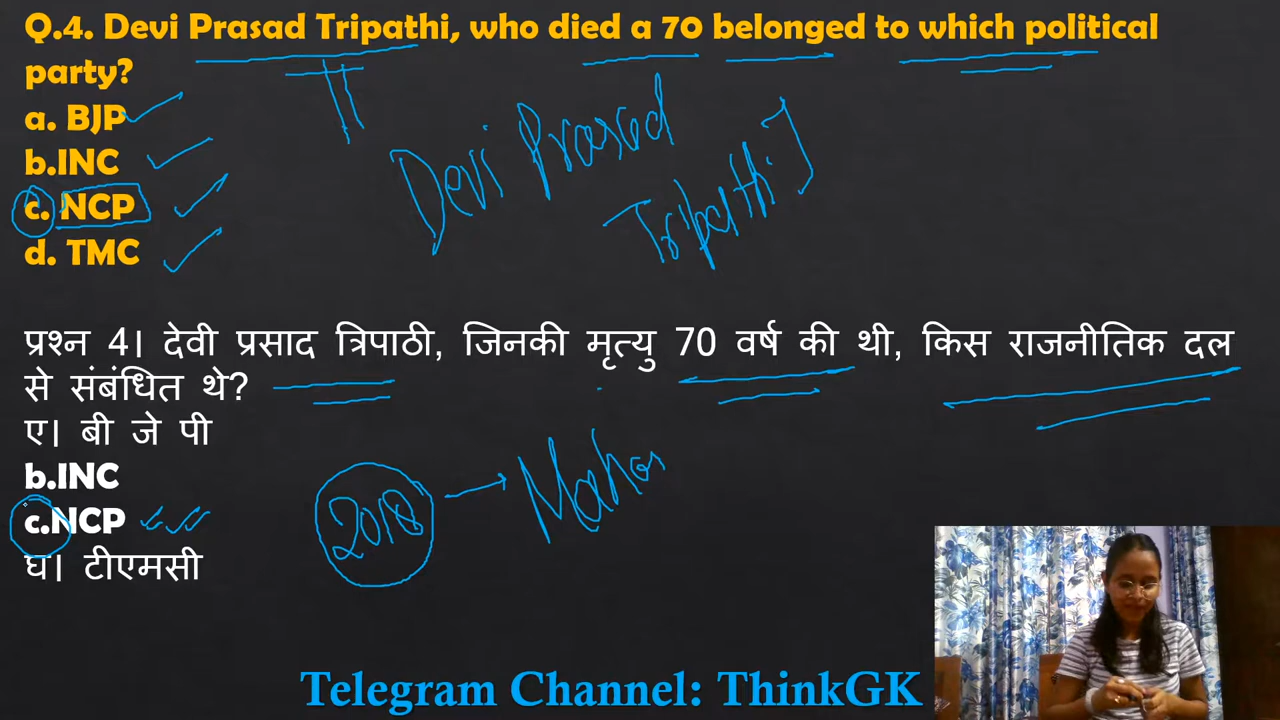 Q.4. Devi Prasad Tripathi, who died a 70 belonged to which political
party?
a. BJP
b.INC
c. NCP
d. TMC
Devi Prasad
Tripathi
प्रश्न 4। देवी प्रसाद त्रिपाठी, जिनकी मृत्यु 70 वर्ष की थी, किस राजनीतिक दल
से संबंधित थे?
ए। बी जे पी
b.INC
c.NCP
घ। टीएमसी
2018
Telegram Channel: ThinkGK